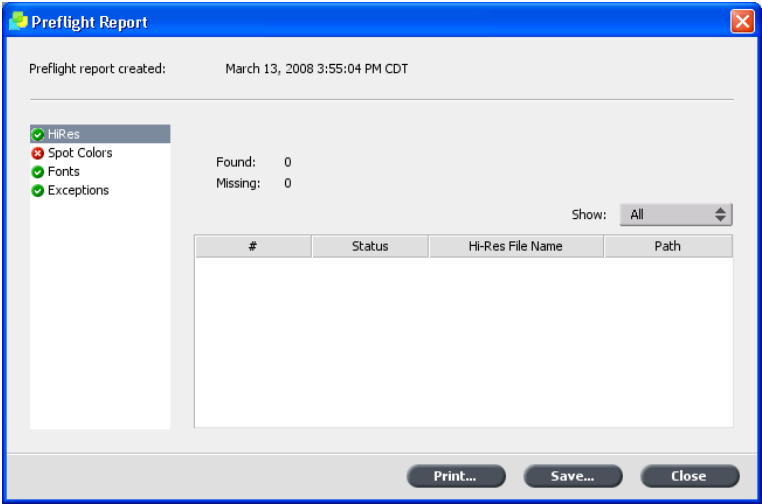 Preflight Report
Preflight report created: March 13, 2008 3:55:04 PM CDT
HiRes
Spot Colors
Fonts
Exceptions
Found: 0
Missing: 0
Show: All
# Status Hi-Res File Name Path
Print... Save... Close